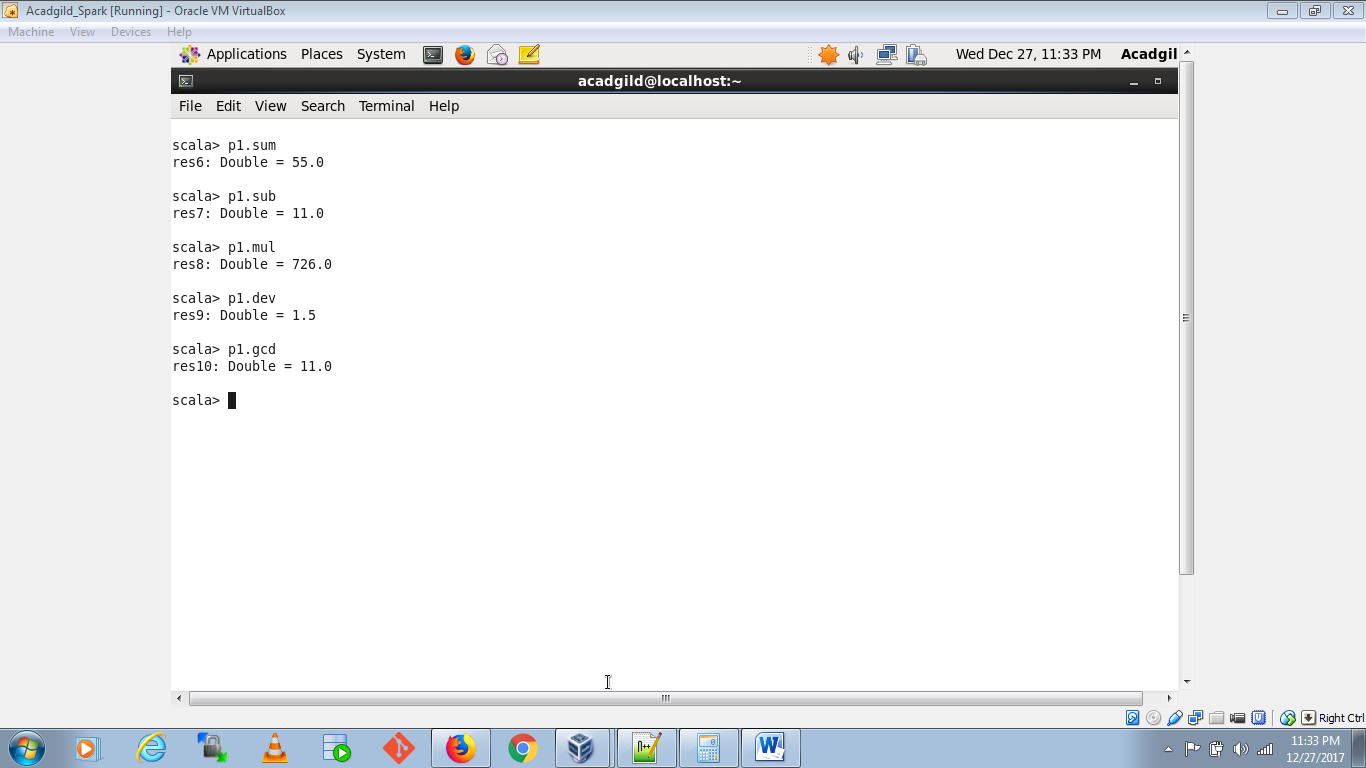 Acadgild_Spark [Running] - Oracle VM VirtualBox
Machine View Devices Help
Applications Places System Wed Dec 27, 11:33 PM Acadgil
acadgild@localhost:~
File Edit View Search Terminal Help
scala> p1.sum
res6: Double = 55.0
scala> p1.sub
res7: Double = 11.0
scala> p1.mul
res8: Double = 726.0
scala> p1.dev
res9: Double = 1.5
scala> p1.gcd
res10: Double = 11.0
scala>
Right Ctrl
11:33 PM
12/27/2017